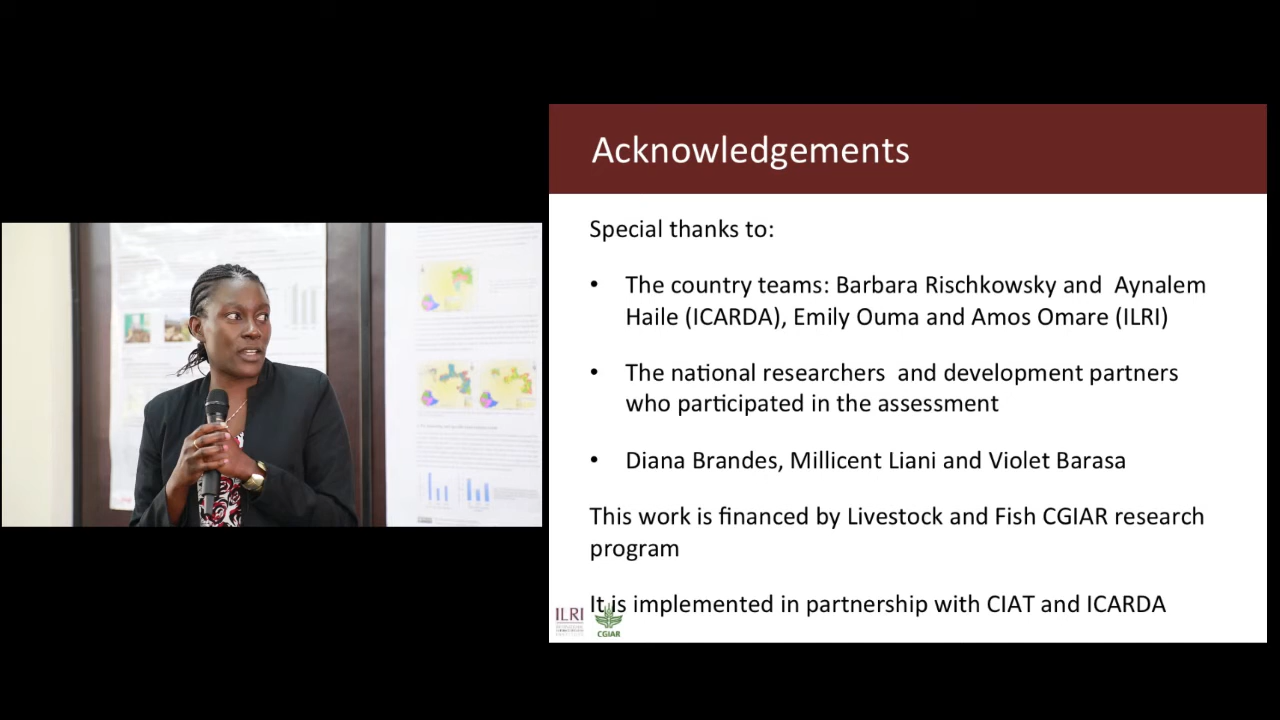 Acknowledgements
Special thanks to:
• The country teams: Barbara Rischkowsky and Aynalem
Haile (ICARDA), Emily Ouma and Amos Omare (ILRI)
• The national researchers and development partners
who participated in the assessment
• Diana Brandes, Millicent Liani and Violet Barasa
This work is financed by Livestock and Fish CGIAR research
program
It is implemented in partnership with CIAT and ICARDA
ILRI
CGIAR